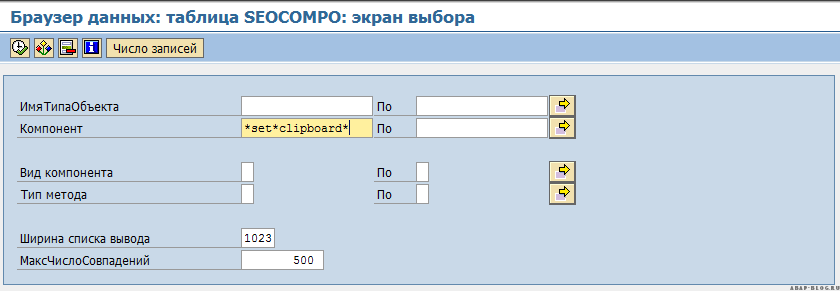 Браузер данных: таблица SEOCOMPO: экран выбора
Число записей
ИмяТипаОбъекта По
Компонент *set*clipboard* По
Вид компонента По
Тип метода По
Ширина списка вывода 1023
МаксЧислоСовпадений 500
ABAP-BLOG.RU